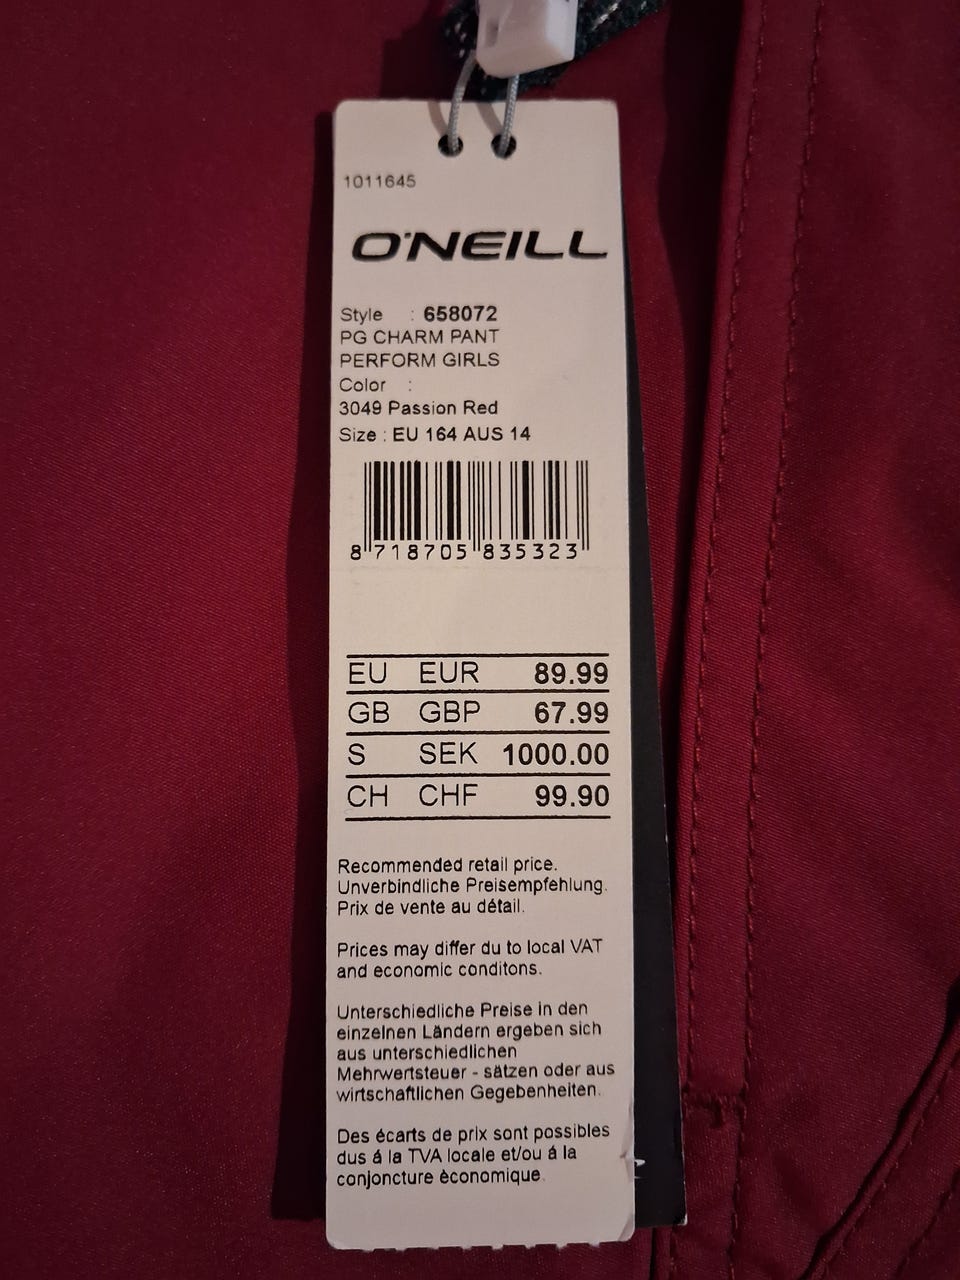 1011645
O'NEILL
Style : 658072
PG CHARM PANT
PERFORM GIRLS
Color :
3049 Passion Red
Size : EU 164 AUS 14
8 718705 835323
EU EUR 89.99
GB GBP 67.99
S SEK 1000.00
CH CHF 99.90
Recommended retail price.
Unverbindliche Preisempfehlung.
Prix de vente au détail.
Prices may differ du to local VAT
and economic conditons.
Unterschiedliche Preise in den
einzelnen Ländern ergeben sich
aus unterschiedlichen
Mehrwertsteuer - sätzen oder aus
wirtschaftlichen Gegebenheiten.
Des écarts de prix sont possibles
dus á la TVA locale et/ou á la
conjoncture èconomique.